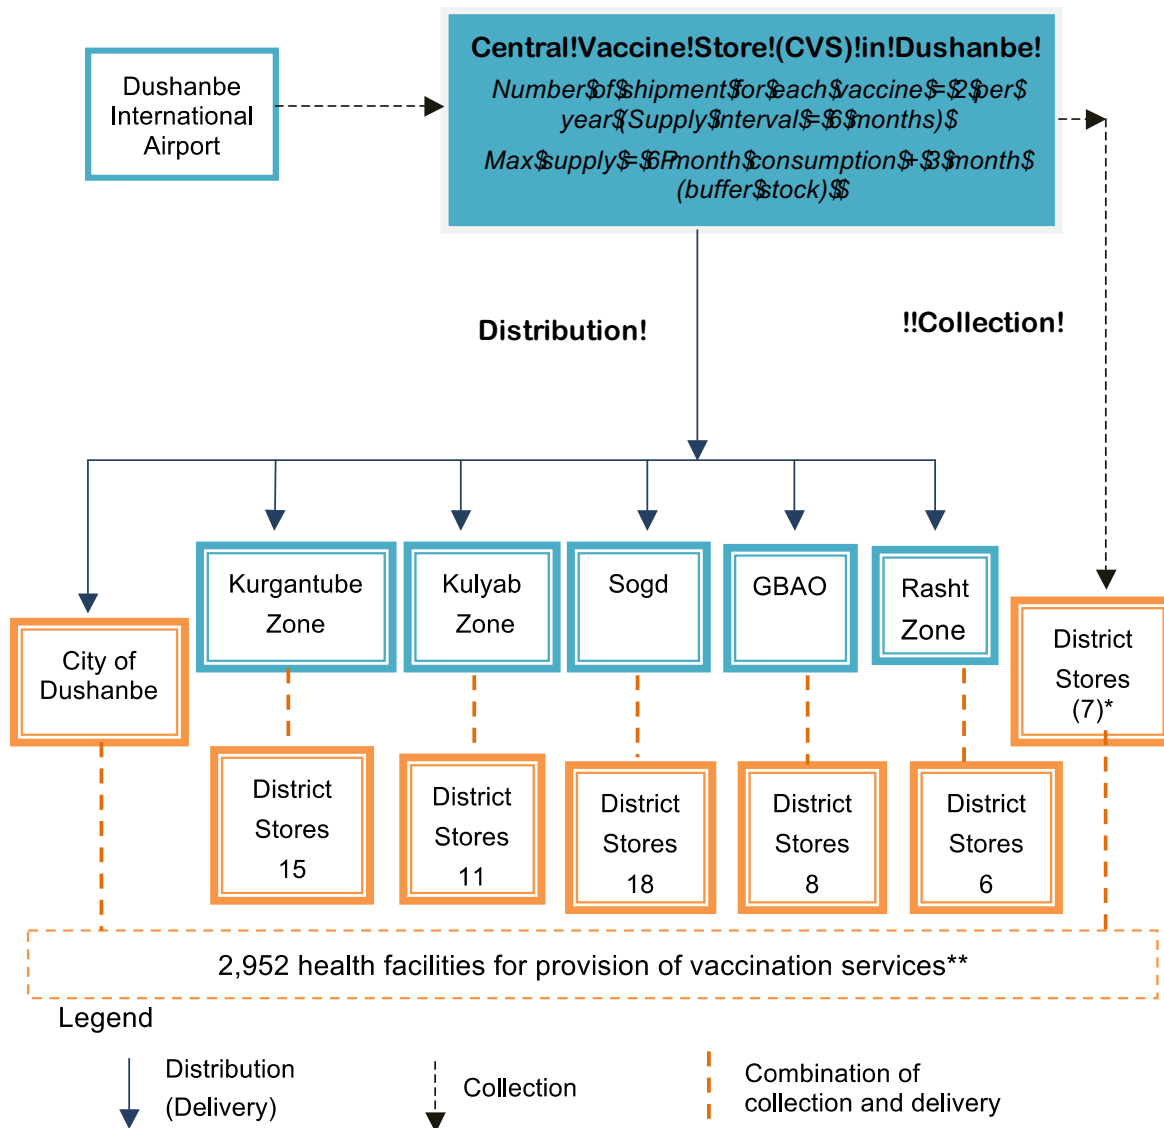 Dushanbe
International
Airport
Central!Vaccine!Store!(CVS)!in!Dushanbe!
Number$of$shipment$for$each$vaccine$=$2$per$
year$(Supply$interval$=$6$months)$
Max$supply$=$6Pmonth$consumption$+$3$month$
(buffer$stock)$$
Distribution!
!!Collection!
City of
Dushanbe
Kurgantube
Zone
Kulyab
Zone
Sogd
GBAO
Rasht
Zone
District
Stores
(7)*
District
Stores
15
District
Stores
11
District
Stores
18
District
Stores
8
District
Stores
6
2,952 health facilities for provision of vaccination services**
Legend
Distribution
(Delivery)
Collection
Combination of
collection and delivery